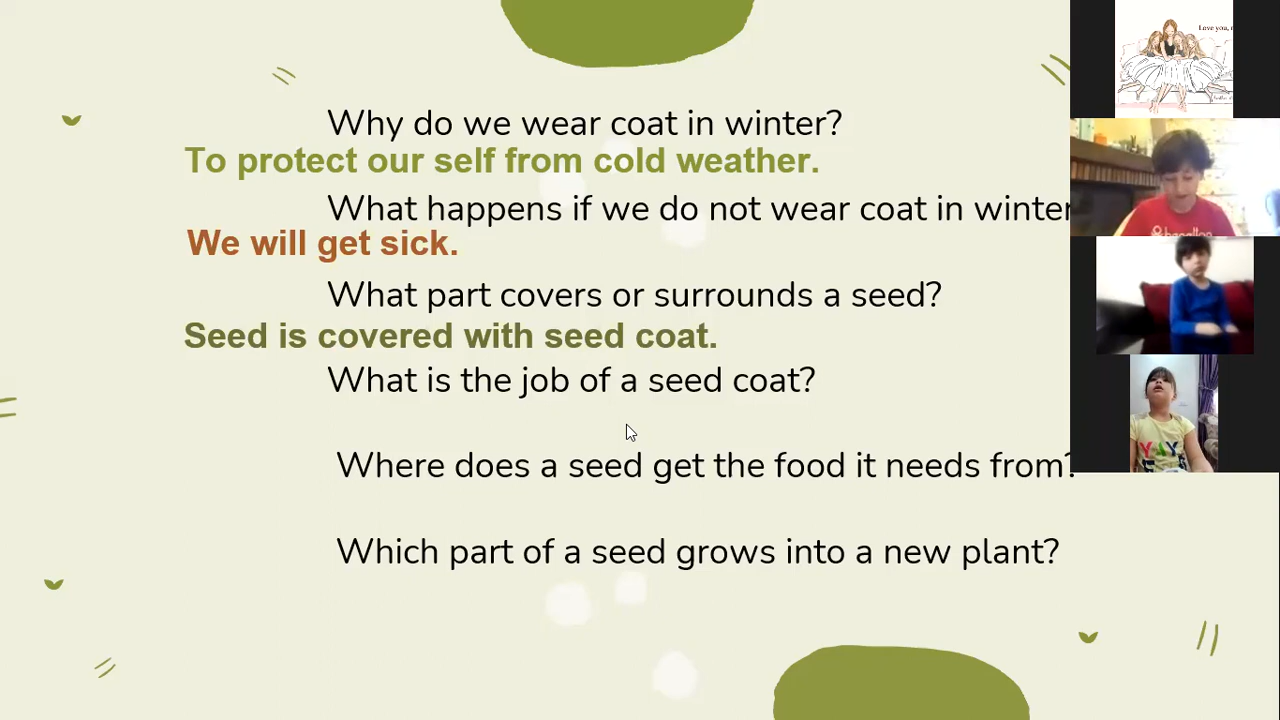 Why do we wear coat in winter?
To protect our self from cold weather.
What happens if we do not wear coat in winter
We will get sick.
What part covers or surrounds a seed?
Seed is covered with seed coat.
What is the job of a seed coat?
Where does a seed get the food it needs from?
Which part of a seed grows into a new plant?
Love you,